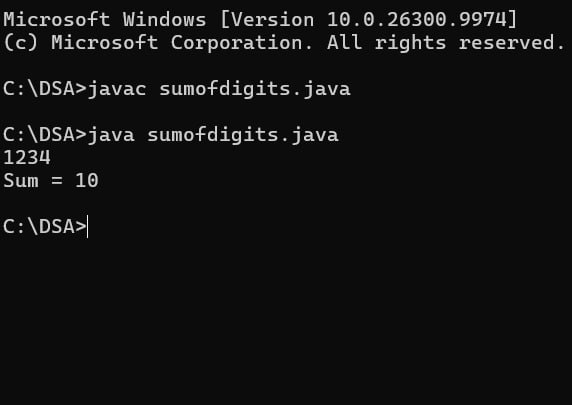 Microsoft Windows [Version 10.0.26300.9974]
(c) Microsoft Corporation. All rights reserved.
C:\DSA>javac sumofdigits.java
C:\DSA>java sumofdigits.java
1234
Sum = 10
C:\DSA>